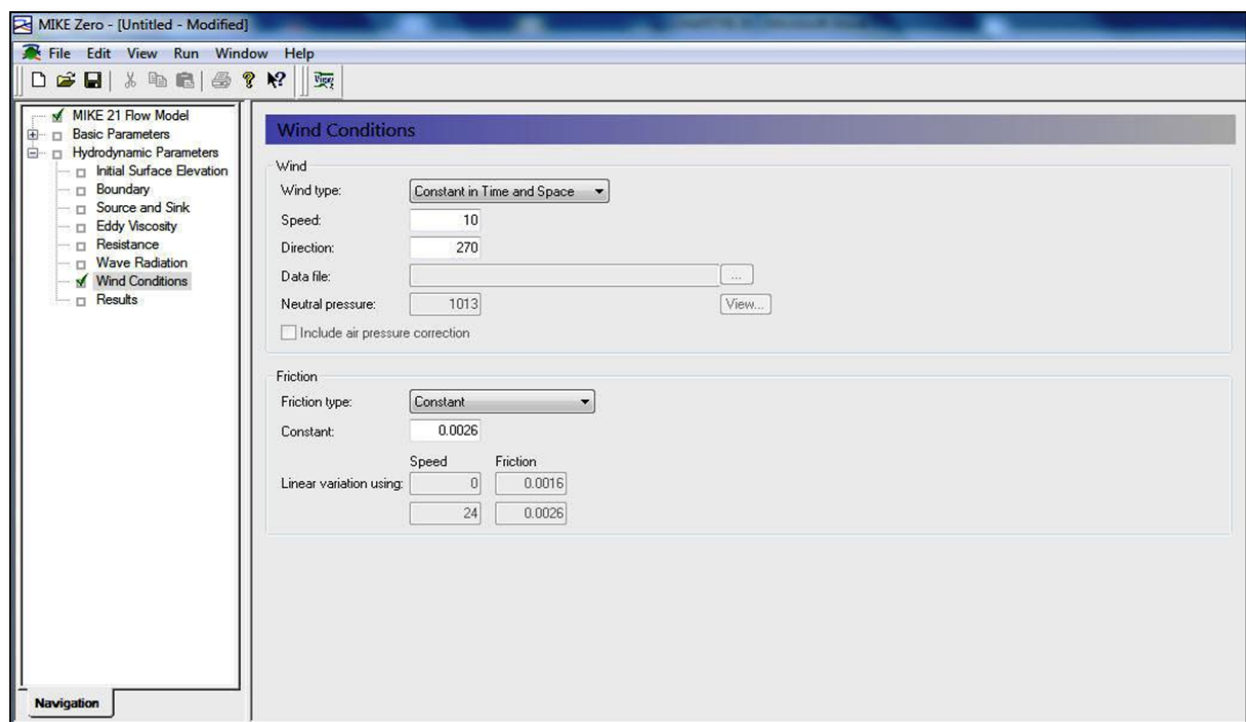 MIKE Zero - [Untitled - Modified]
File Edit View Run Window Help
MIKE 21 Flow Model
Basic Parameters
Hydrodynamic Parameters
Initial Surface Elevation
Boundary
Source and Sink
Eddy Viscosity
Resistance
Wave Radiation
Wind Conditions
Results
Navigation
Wind Conditions
Wind
Wind type: Constant in Time and Space
Speed: 10
Direction: 270
Data file: ...
Neutral pressure: 1013 View...
Include air pressure correction
Friction
Friction type: Constant
Constant: 0.0026
Speed Friction
Linear variation using: 0 0.0016
24 0.0026